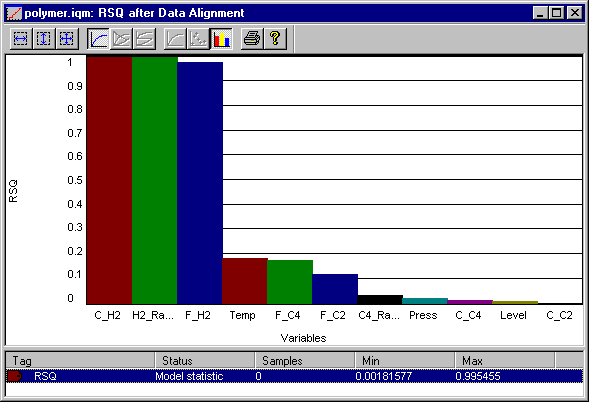 polymer.iqm: RSQ after Data Alignment
1
0.9
0.8
0.7
0.6
0.5
0.4
0.3
0.2
0.1
0
RSQ
C_H2 H2_Ra... F_H2 Temp F_C4 F_C2 C4_Ra... Press C_C4 Level C_C2
Variables
Tag Status Samples Min Max
RSQ Model statistic 0 0.00181577 0.995455